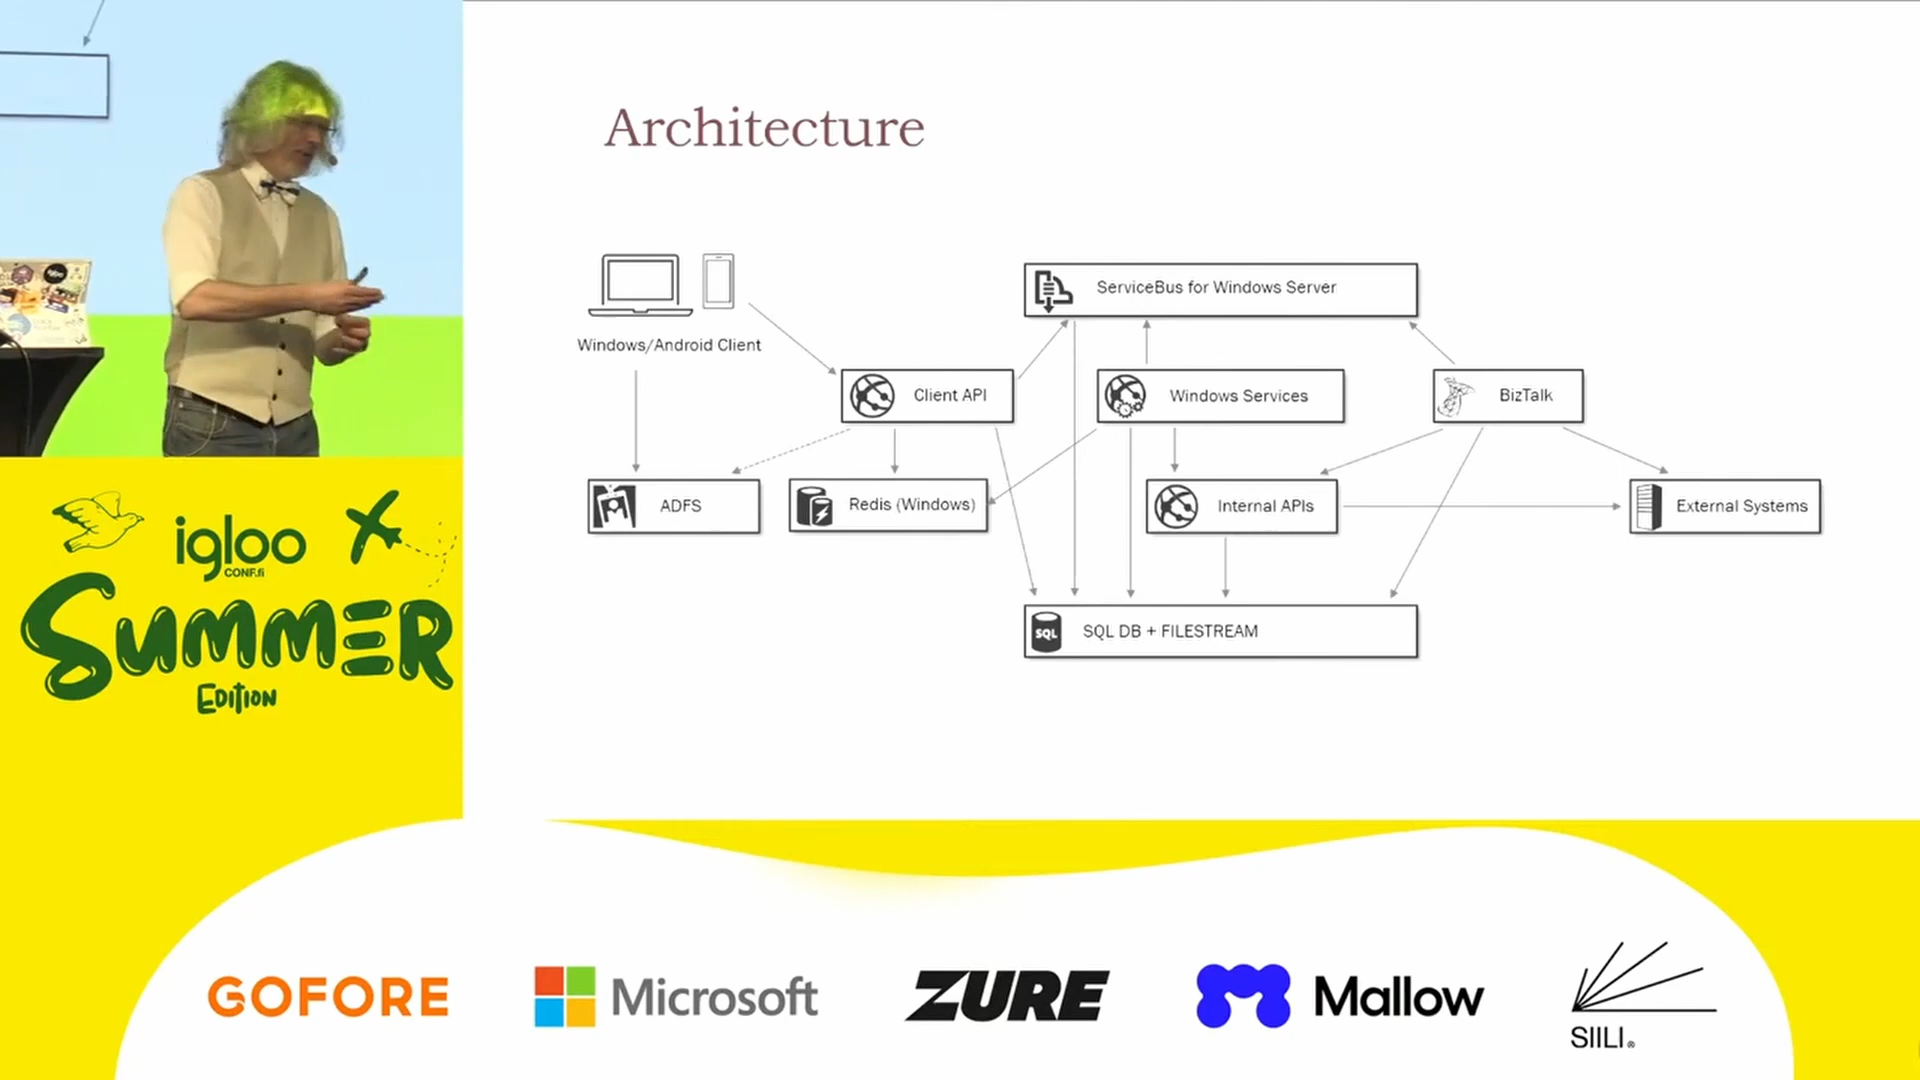 Architecture
ServiceBus for Windows Server
Windows/Android Client
Client API
Windows Services
BizTalk
ADFS
Redis (Windows)
Internal APIs
External Systems
SQL
SQL DB + FILESTREAM
igloo
CONF.fi
SUMMER
EDITION
GOFORE
Microsoft
ZURE
Mallow
SIILI®